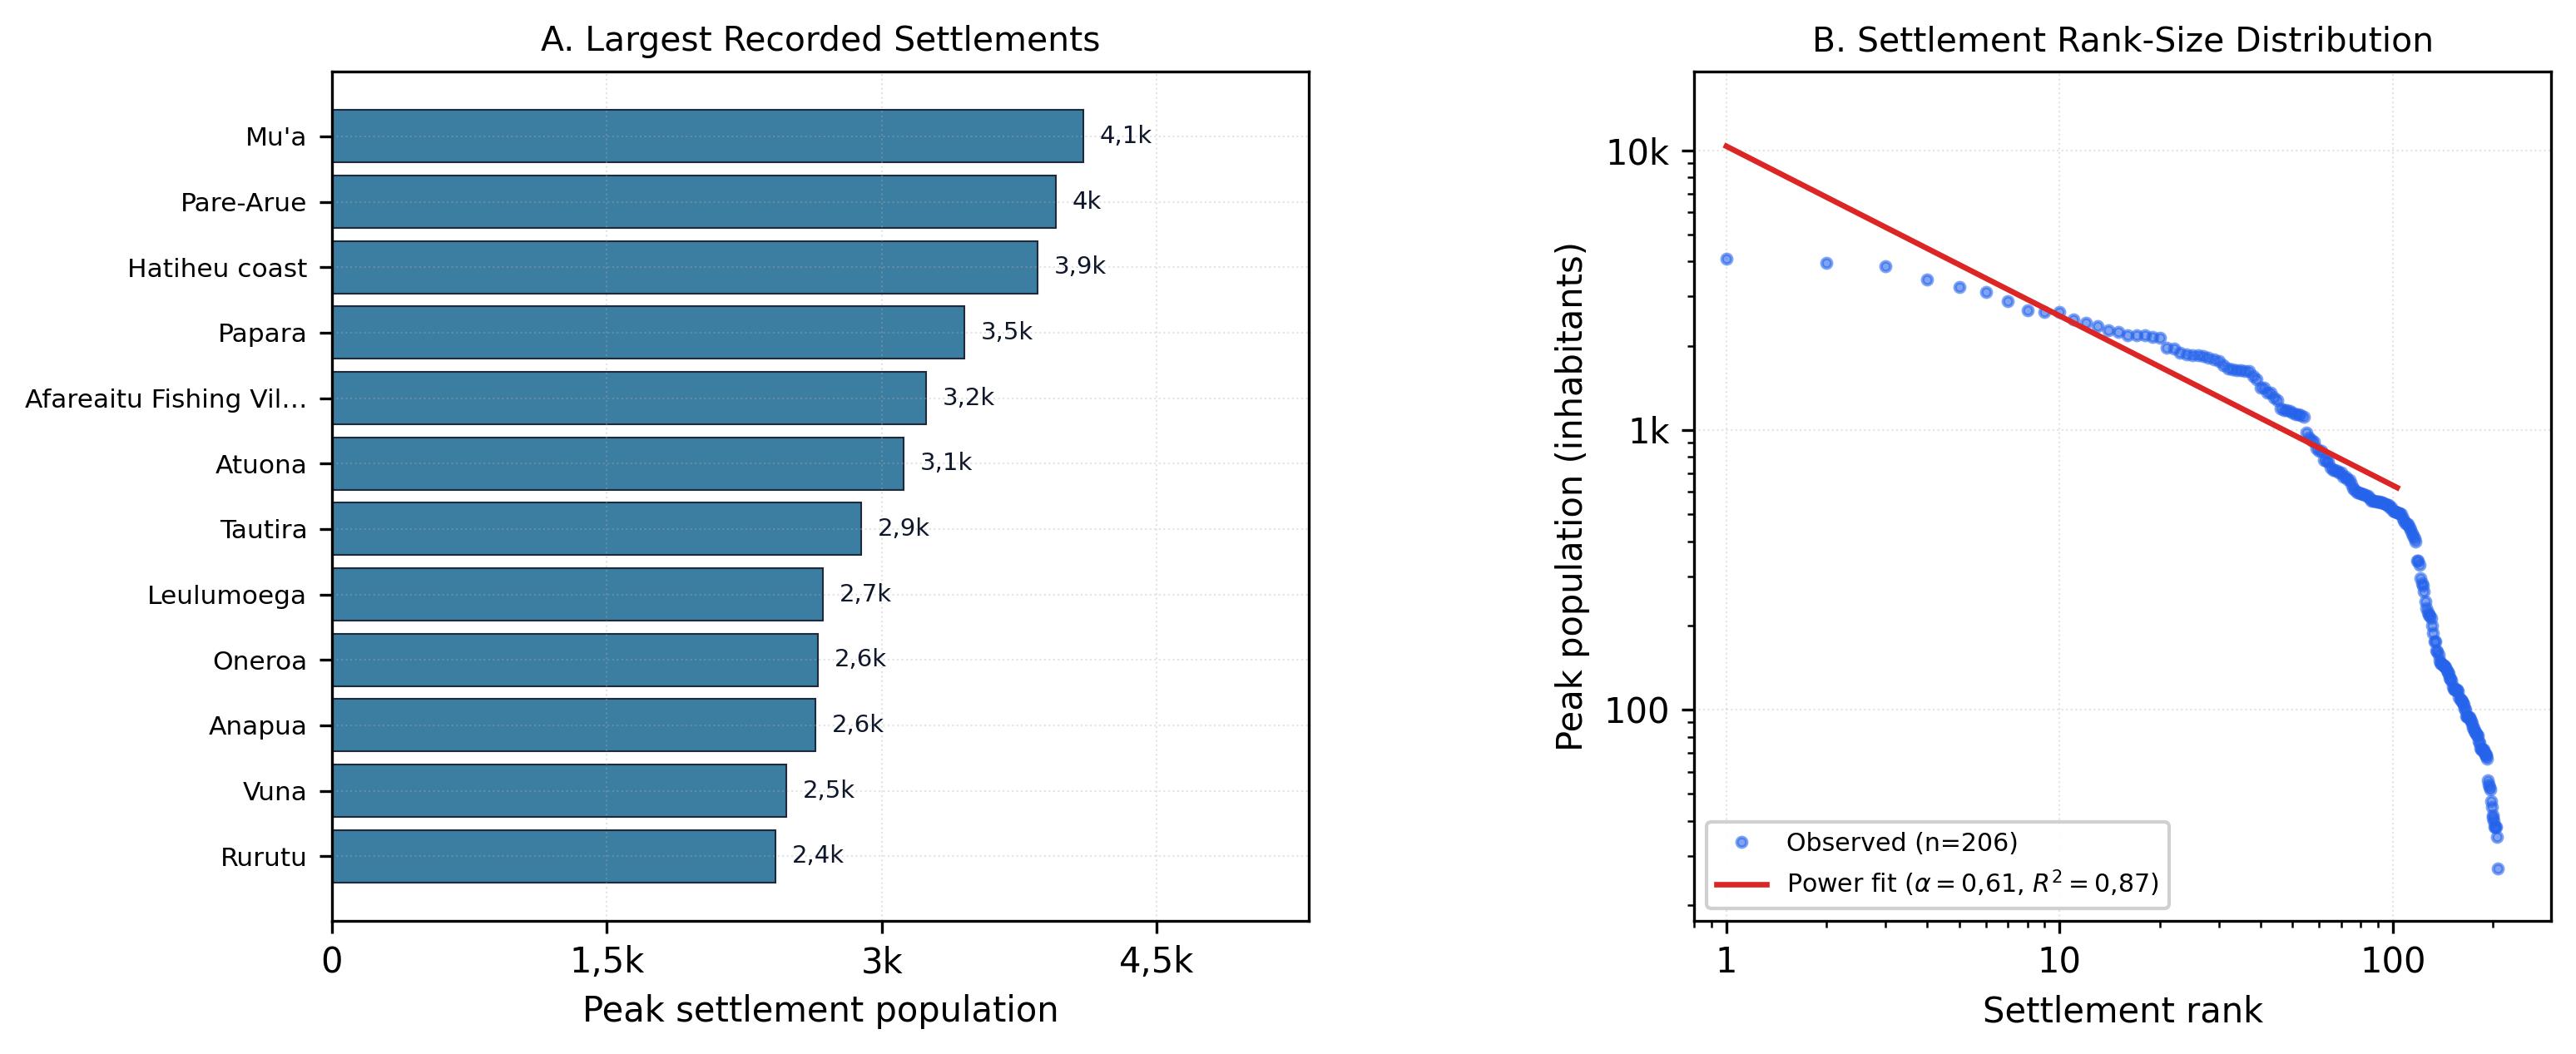 A. Largest Recorded Settlements
Mu'a
4,1k
Pare-Arue
4k
Hatiheu coast
3,9k
Papara
3,5k
Afareaitu Fishing Vil…
3,2k
Atuona
3,1k
Tautira
2,9k
Leulumoega
2,7k
Oneroa
2,6k
Anapua
2,6k
Vuna
2,5k
Rurutu
2,4k
0 1,5k 3k 4,5k
Peak settlement population
B. Settlement Rank-Size Distribution
Peak population (inhabitants)
10k
1k
100
Observed (n=206)
Power fit (α = 0,61, R² = 0,87)
1 10 100
Settlement rank